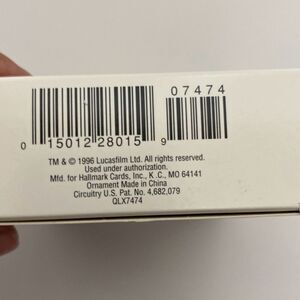 07474
0 15012 28015 9
TM & © 1996 Lucasfilm Ltd. All rights reserved.
Used under authorization.
Mfd. for Hallmark Cards, Inc., K .C., MO 64141
Ornament Made in China
Circuitry U.S. Pat. No. 4,682,079
QLX7474